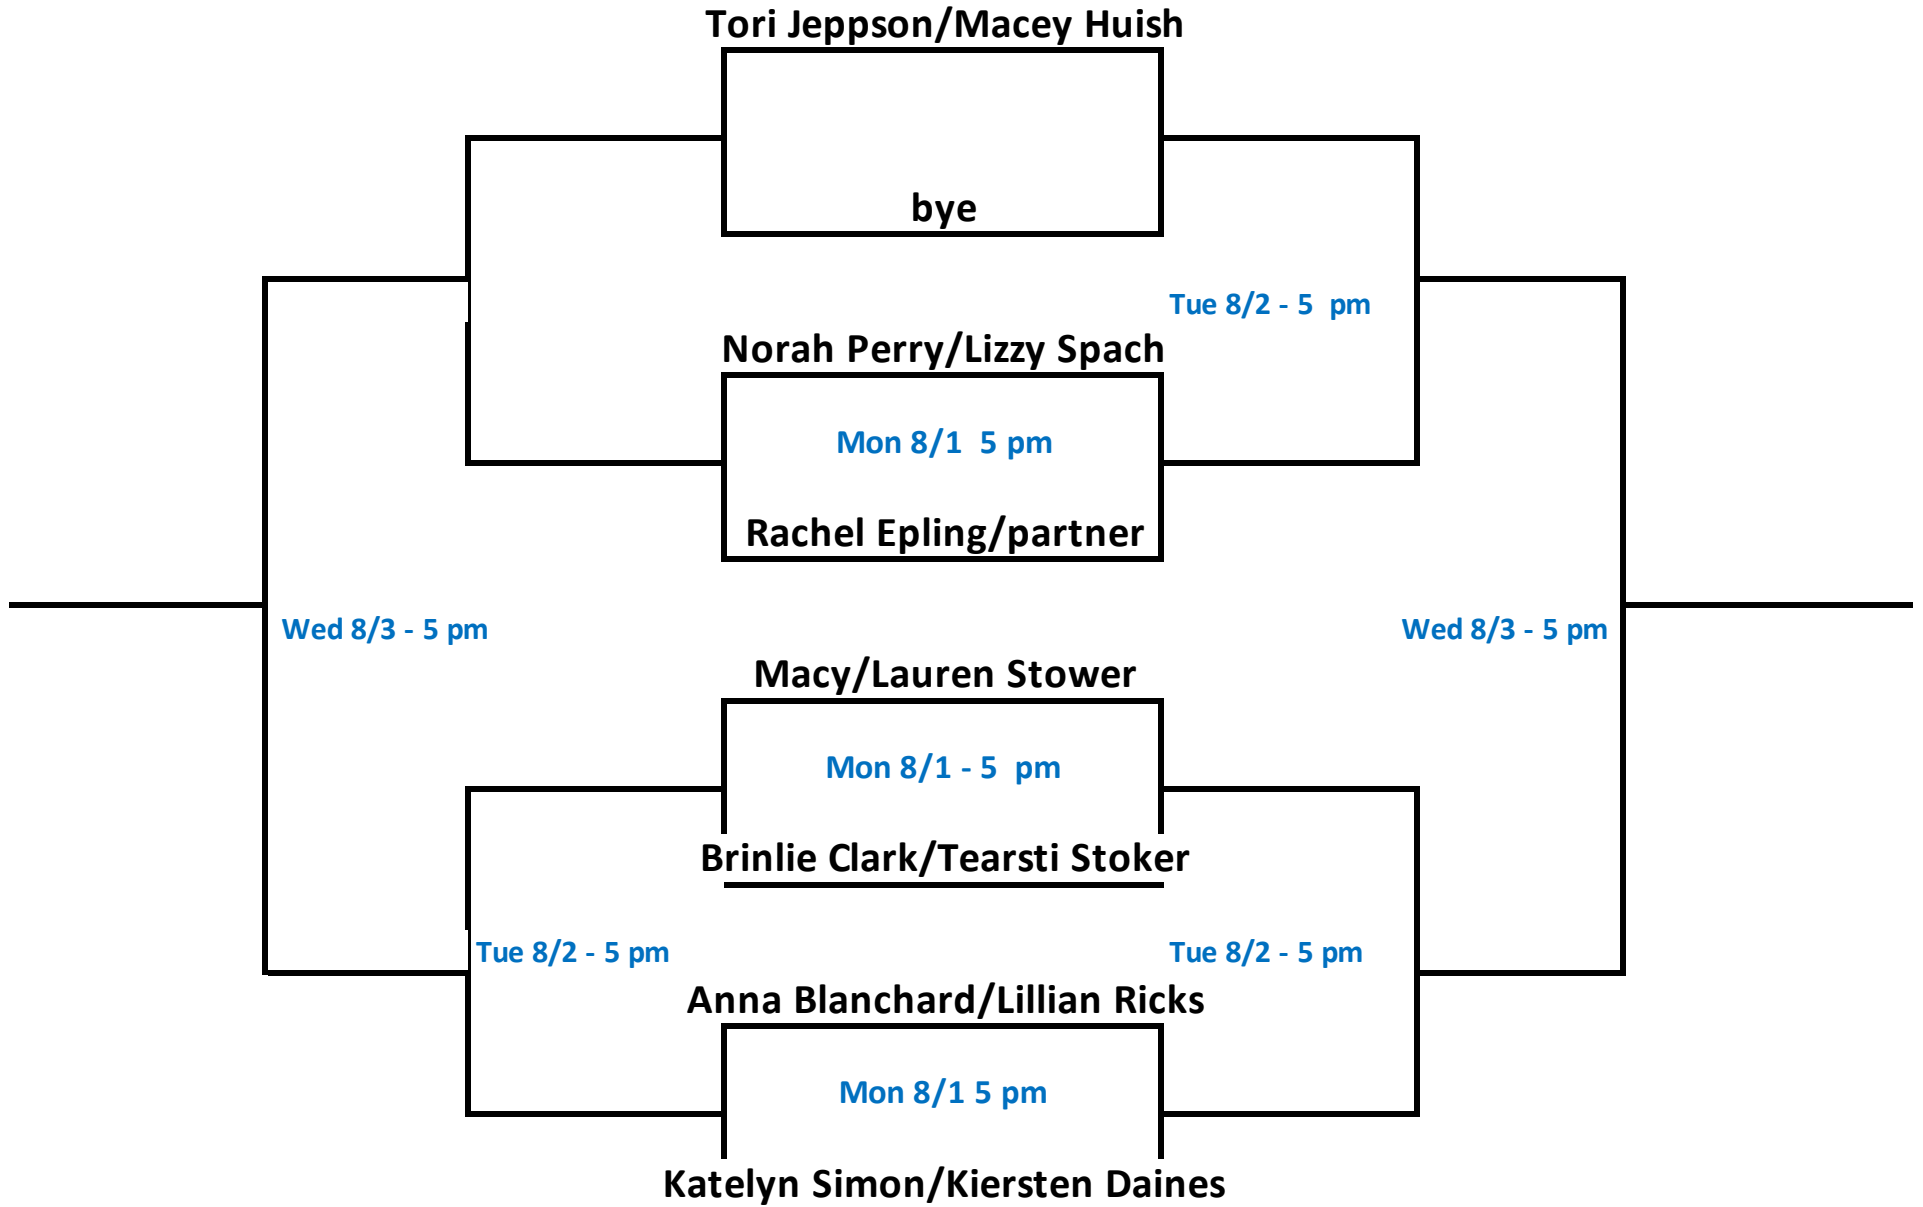 Tori Jeppson/Macey Huish
bye
Tue 8/2 - 5 pm
Norah Perry/Lizzy Spach
Mon 8/1 5 pm
Rachel Epling/partner
Wed 8/3 - 5 pm
Wed 8/3 - 5 pm
Macy/Lauren Stower
Mon 8/1 - 5 pm
Brinlie Clark/Tearsti Stoker
Tue 8/2 - 5 pm
Tue 8/2 - 5 pm
Anna Blanchard/Lillian Ricks
Mon 8/1 5 pm
Katelyn Simon/Kiersten Daines